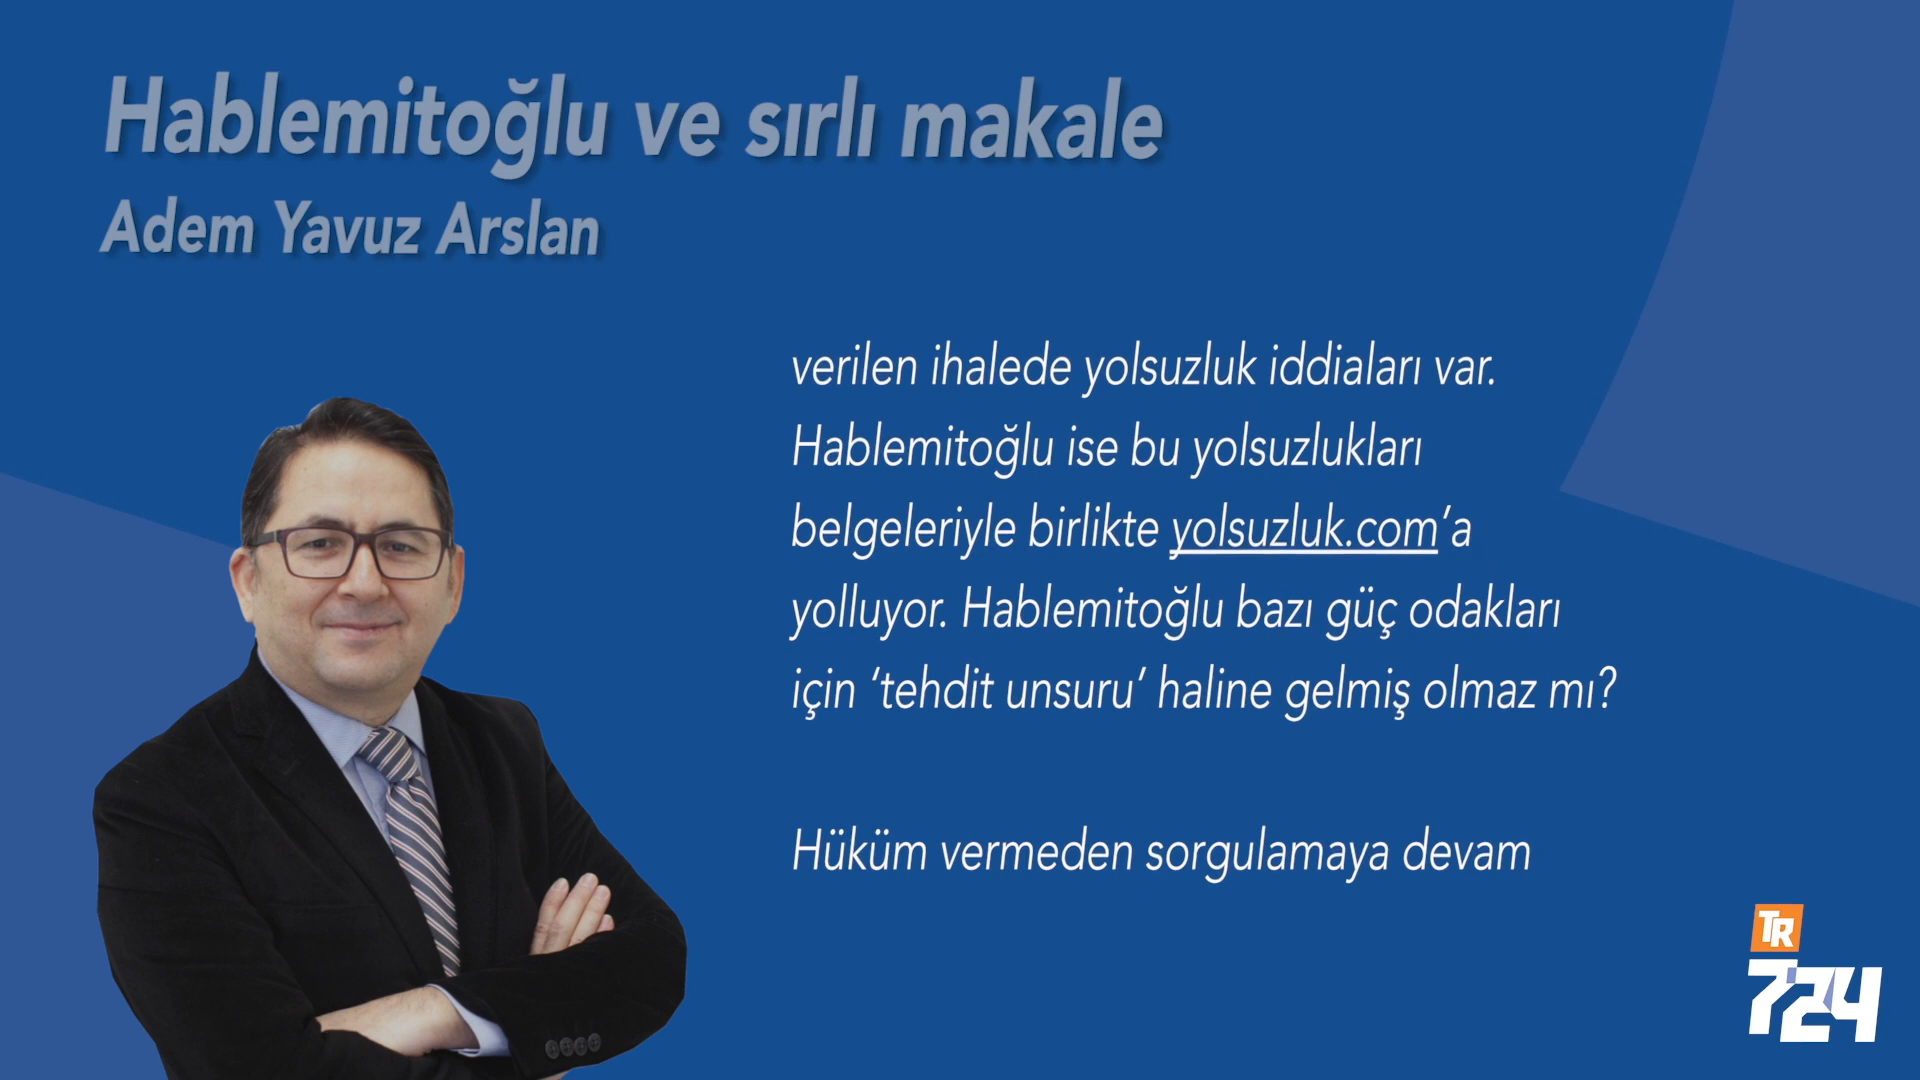 Hablemitoğlu ve sırlı makale
Adem Yavuz Arslan
verilen ihalede yolsuzluk iddiaları var.
Hablemitoğlu ise bu yolsuzlukları
belgeleriyle birlikte yolsuzluk.com’a
yolluyor. Hablemitoğlu bazı güç odakları
için ‘tehdit unsuru’ haline gelmiş olmaz mı?
Hüküm vermeden sorgulamaya devam
TR
724